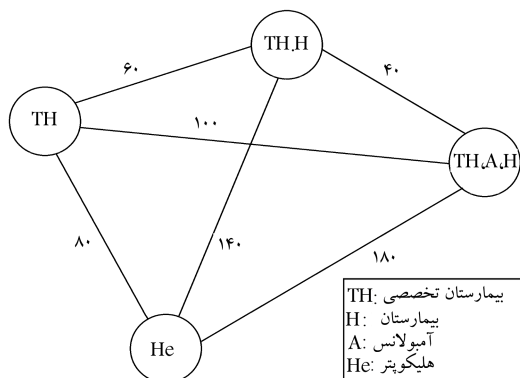 TH،H
۶۰
۴۰
TH
۱۰۰
TH،A،H
۸۰
۱۴۰
۱۸۰
He
TH: بیمارستان تخصصی
H: بیمارستان
A: آمبولانس
He: هلیکوپتر